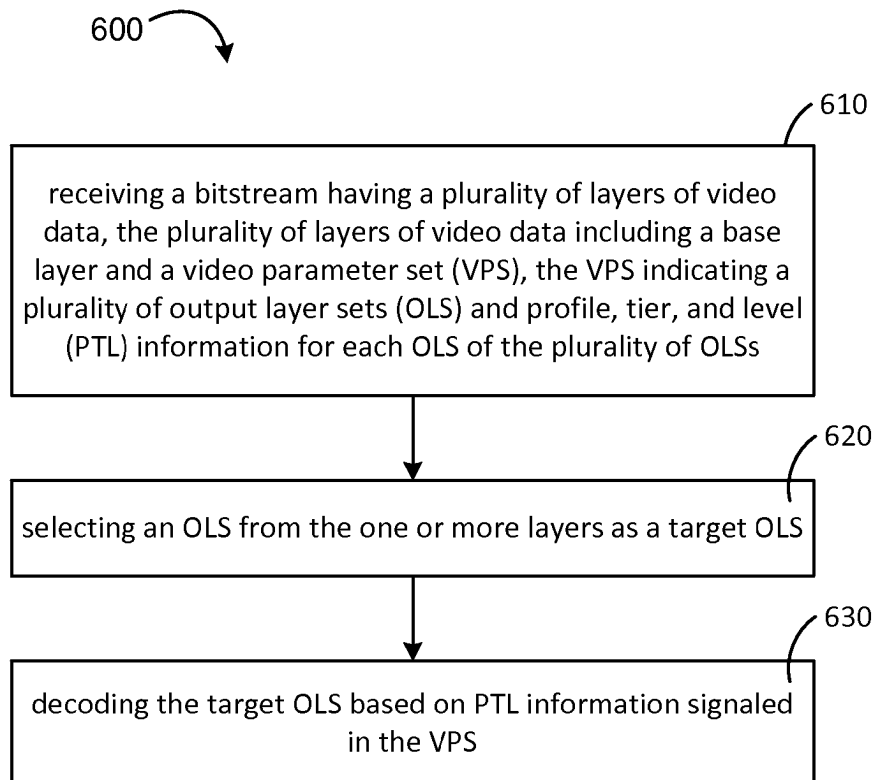 600
610
receiving a bitstream having a plurality of layers of video
data, the plurality of layers of video data including a base
layer and a video parameter set (VPS), the VPS indicating a
plurality of output layer sets (OLS) and profile, tier, and level
(PTL) information for each OLS of the plurality of OLSs
620
selecting an OLS from the one or more layers as a target OLS
630
decoding the target OLS based on PTL information signaled
in the VPS